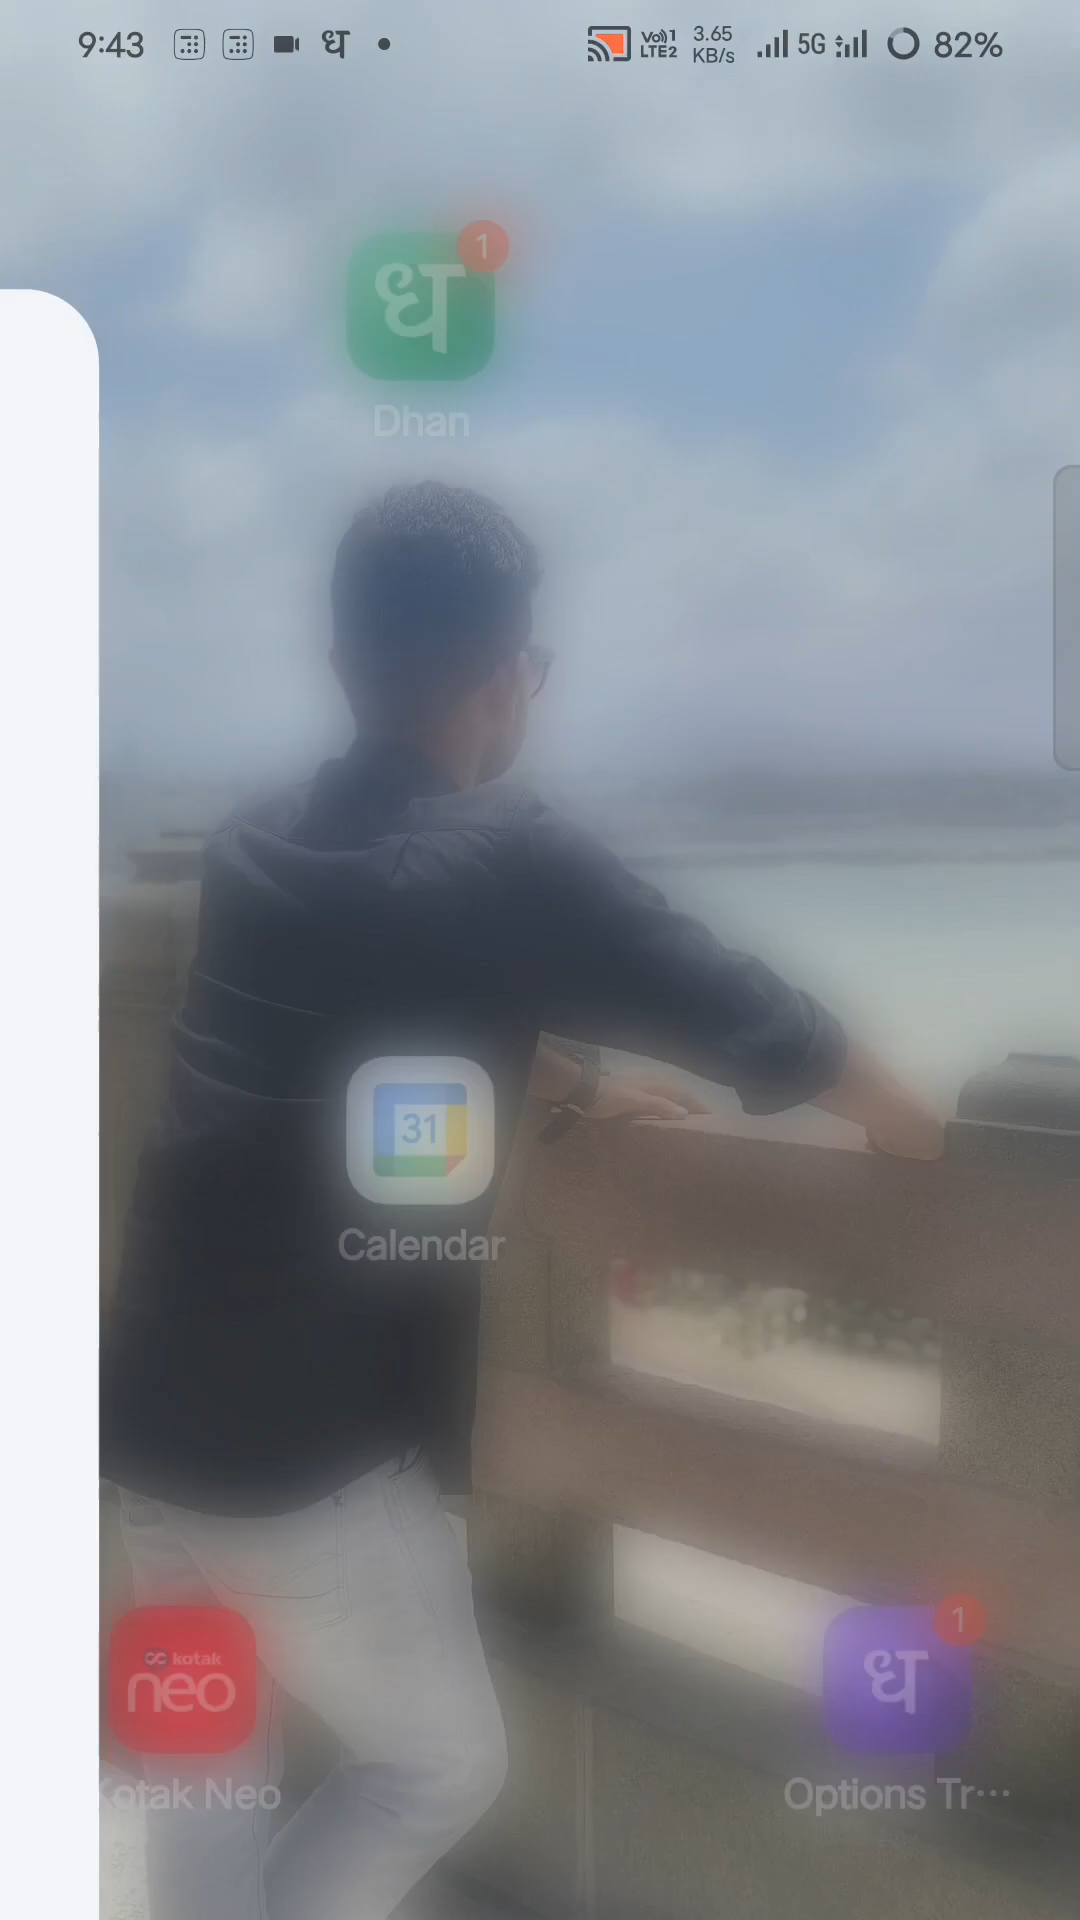 9:43 ध Vo)) 1 LTE2 3.65 KB/s 5G 82%
ध 1
Dhan
31
Calendar
kotak
neo
ध 1
Kotak Neo
Options Tr...